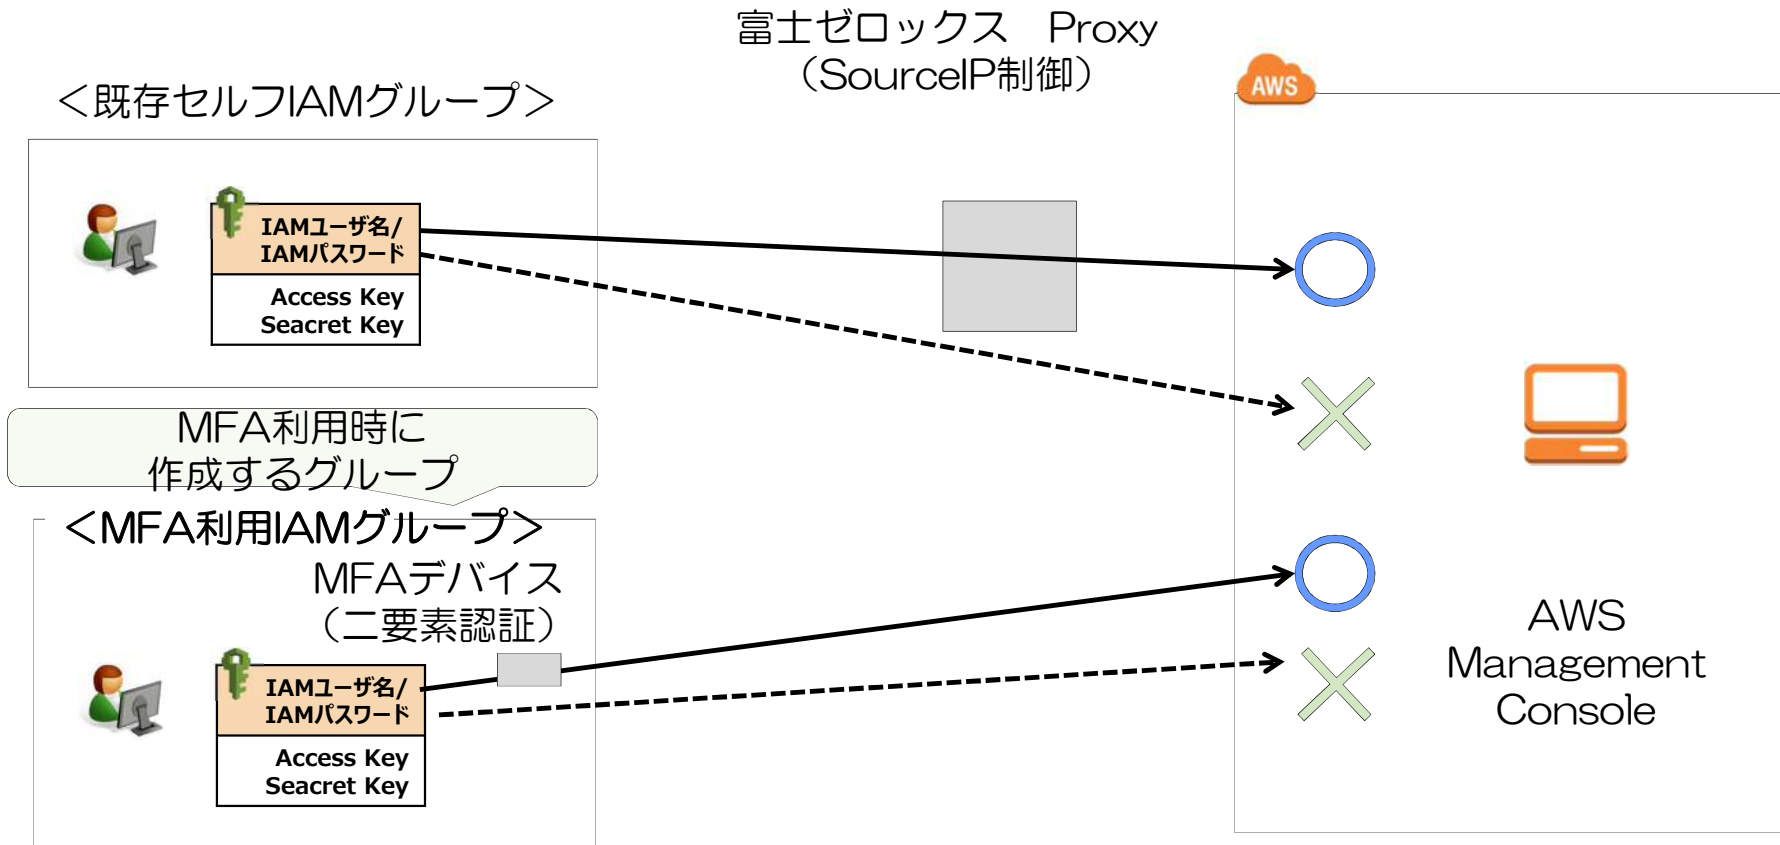 富士ゼロックス　Proxy
（SourceIP制御）
AWS
＜既存セルフIAMグループ＞
IAMユーザ名/
IAMパスワード
Access Key
Seacret Key
MFA利用時に
作成するグループ
＜MFA利用IAMグループ＞
MFAデバイス
（二要素認証）
IAMユーザ名/
IAMパスワード
Access Key
Seacret Key
AWS
Management
Console